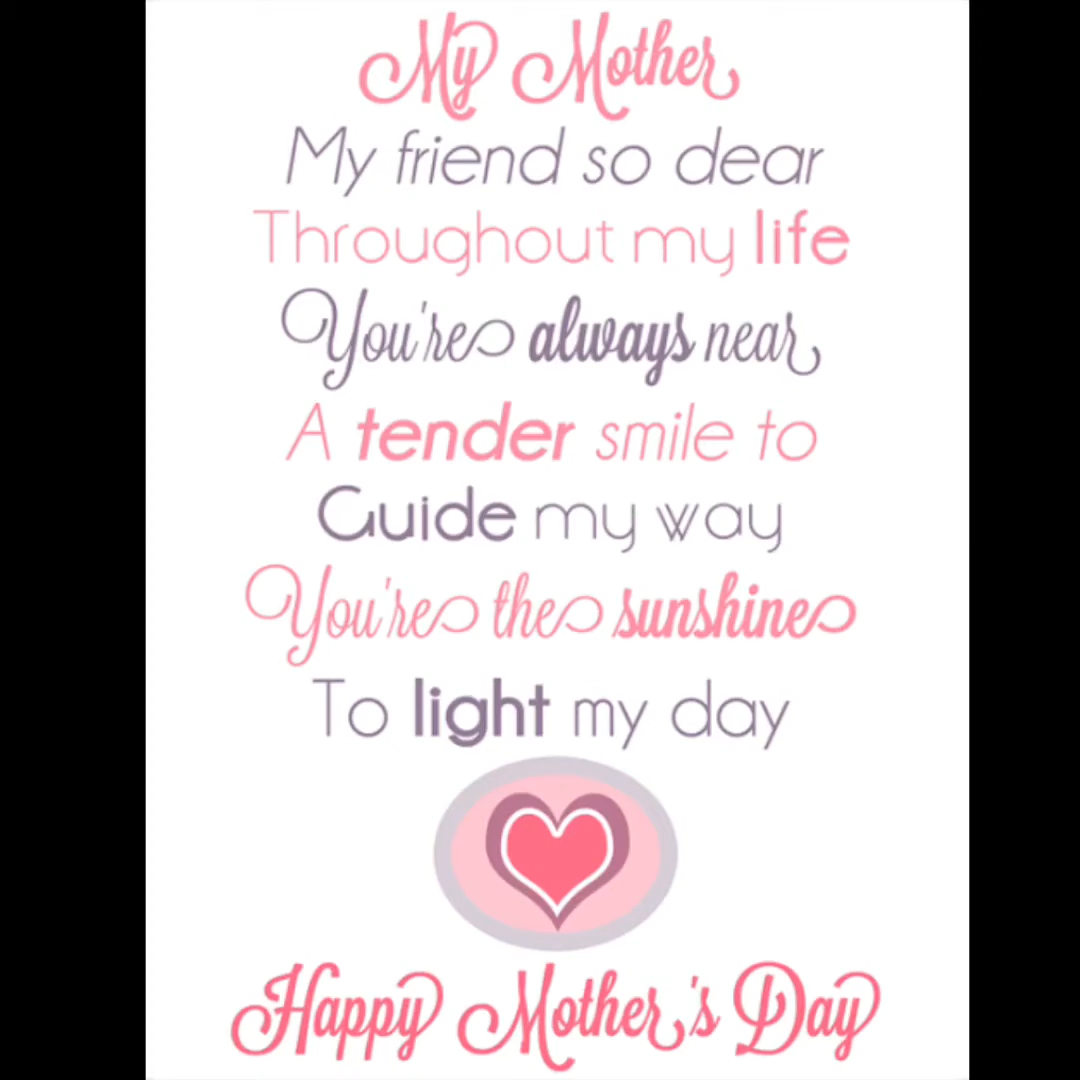 My Mother
My friend so dear
Throughout my life
You're always near
A tender smile to
Guide my way
You're the sunshine
To light my day
Happy Mother's Day